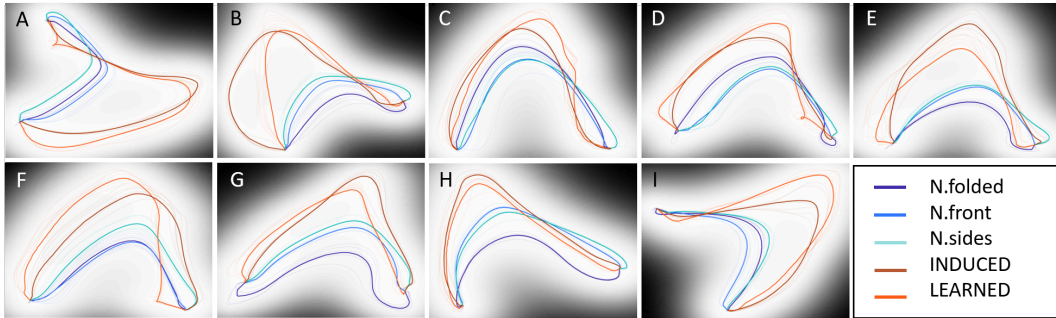 A
B
C
D
E
F
G
H
I
N.folded
N.front
N.sides
INDUCED
LEARNED